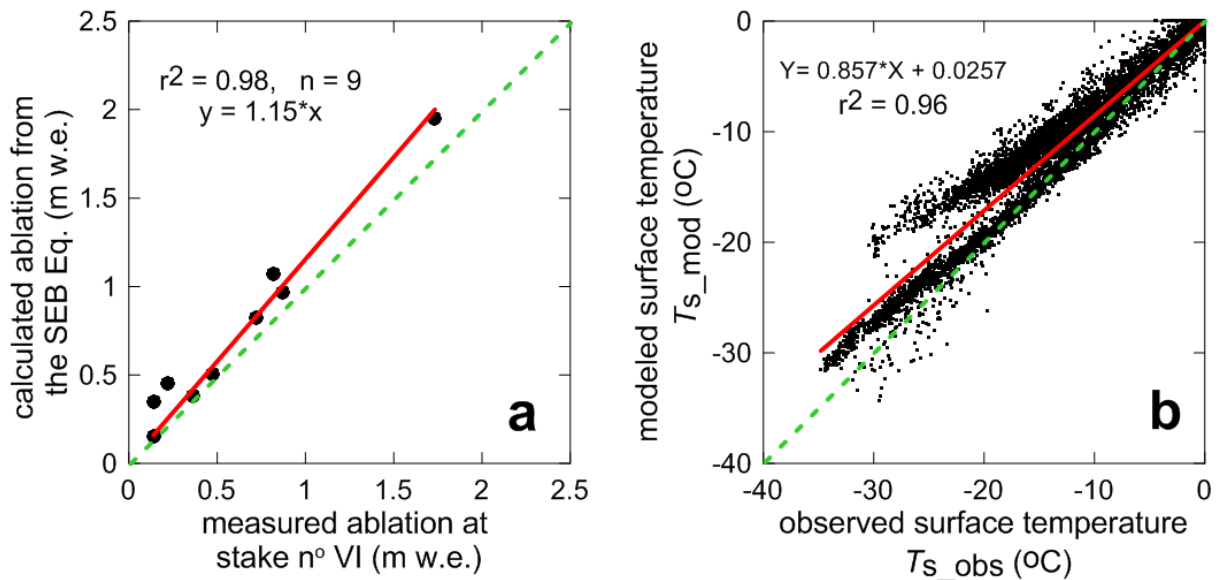 2.5
2
1.5
1
0.5
0
r2 = 0.98, n = 9
y = 1.15*x
calculated ablation from
the SEB Eq. (m w.e.)
a
0
0.5
1
1.5
2
2.5
measured ablation at
stake no VI (m w.e.)
0
-10
-20
-30
-40
Y= 0.857*X + 0.0257
r2 = 0.96
modeled surface temperature
Ts_mod (oC)
b
-40
-30
-20
-10
0
observed surface temperature
Ts_obs (oC)